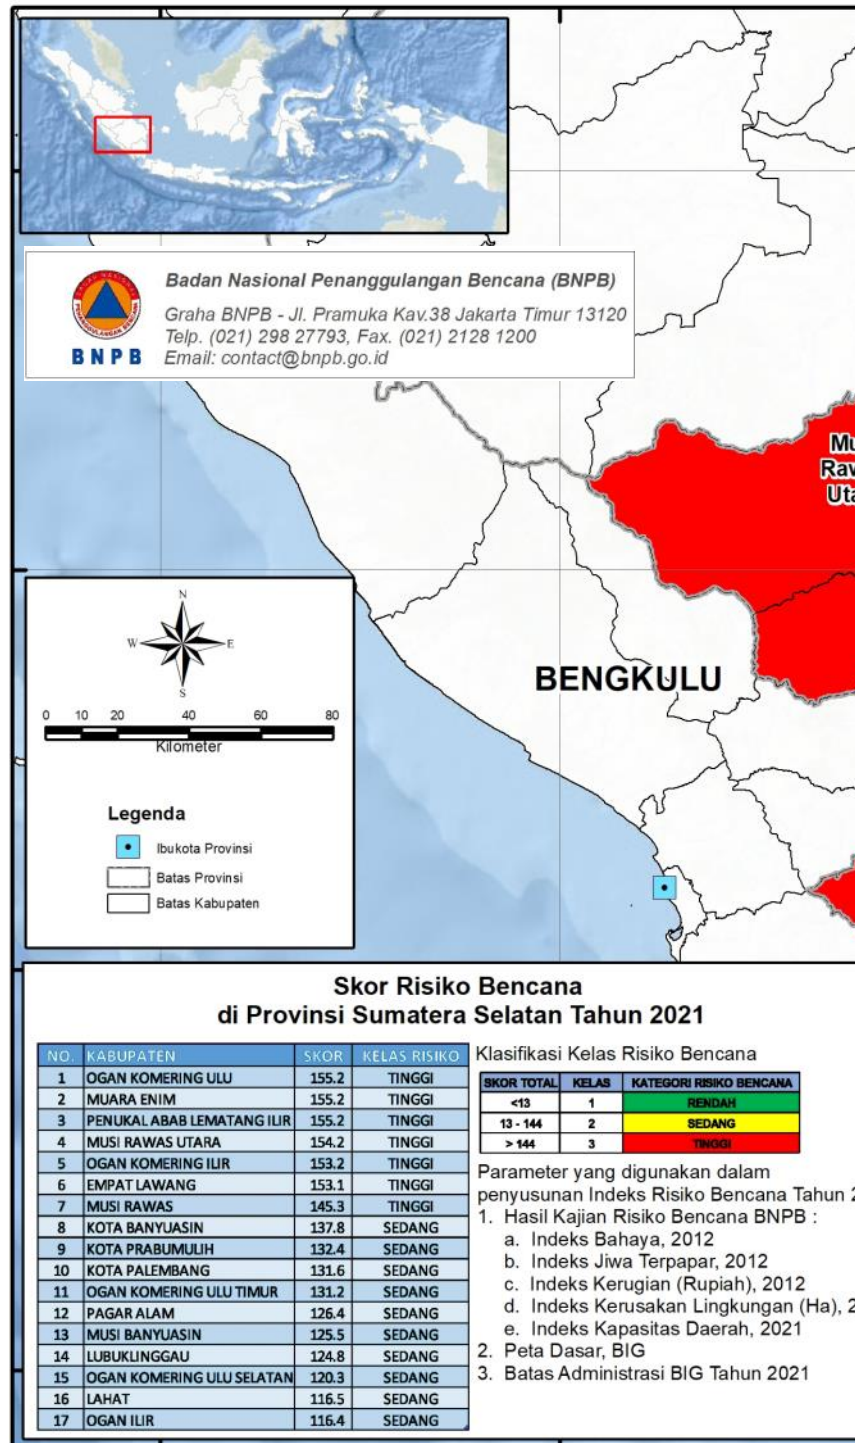 Badan Nasional Penanggulangan Bencana (BNPB)
Graha BNPB - Jl. Pramuka Kav.38 Jakarta Timur 13120
Telp. (021) 298 27793, Fax. (021) 2128 1200
Email: contact@bnpb.go.id
BNPB
Mu
Raw
Uta
BENGKULU
N
W E
S
0 10 20 40 60 80
Kilometer
Legenda
Ibukota Provinsi
Batas Provinsi
Batas Kabupaten
Skor Risiko Bencana
di Provinsi Sumatera Selatan Tahun 2021
NO. KABUPATEN SKOR KELAS RISIKO
1 OGAN KOMERING ULU 155.2 TINGGI
2 MUARA ENIM 155.2 TINGGI
3 PENUKAL ABAB LEMATANG ILIR 155.2 TINGGI
4 MUSI RAWAS UTARA 154.2 TINGGI
5 OGAN KOMERING ILIR 153.2 TINGGI
6 EMPAT LAWANG 153.1 TINGGI
7 MUSI RAWAS 145.3 TINGGI
8 KOTA BANYUASIN 137.8 SEDANG
9 KOTA PRABUMULIH 132.4 SEDANG
10 KOTA PALEMBANG 131.6 SEDANG
11 OGAN KOMERING ULU TIMUR 131.2 SEDANG
12 PAGAR ALAM 126.4 SEDANG
13 MUSI BANYUASIN 125.5 SEDANG
14 LUBUKLINGGAU 124.8 SEDANG
15 OGAN KOMERING ULU SELATAN 120.3 SEDANG
16 LAHAT 116.5 SEDANG
17 OGAN ILIR 116.4 SEDANG
Klasifikasi Kelas Risiko Bencana
SKOR TOTAL KELAS KATEGORI RISIKO BENCANA
<13 1 RENDAH
13 - 144 2 SEDANG
> 144 3 TINGGI
Parameter yang digunakan dalam
penyusunan Indeks Risiko Bencana Tahun 2
1. Hasil Kajian Risiko Bencana BNPB :
a. Indeks Bahaya, 2012
b. Indeks Jiwa Terpapar, 2012
c. Indeks Kerugian (Rupiah), 2012
d. Indeks Kerusakan Lingkungan (Ha), 2
e. Indeks Kapasitas Daerah, 2021
2. Peta Dasar, BIG
3. Batas Administrasi BIG Tahun 2021